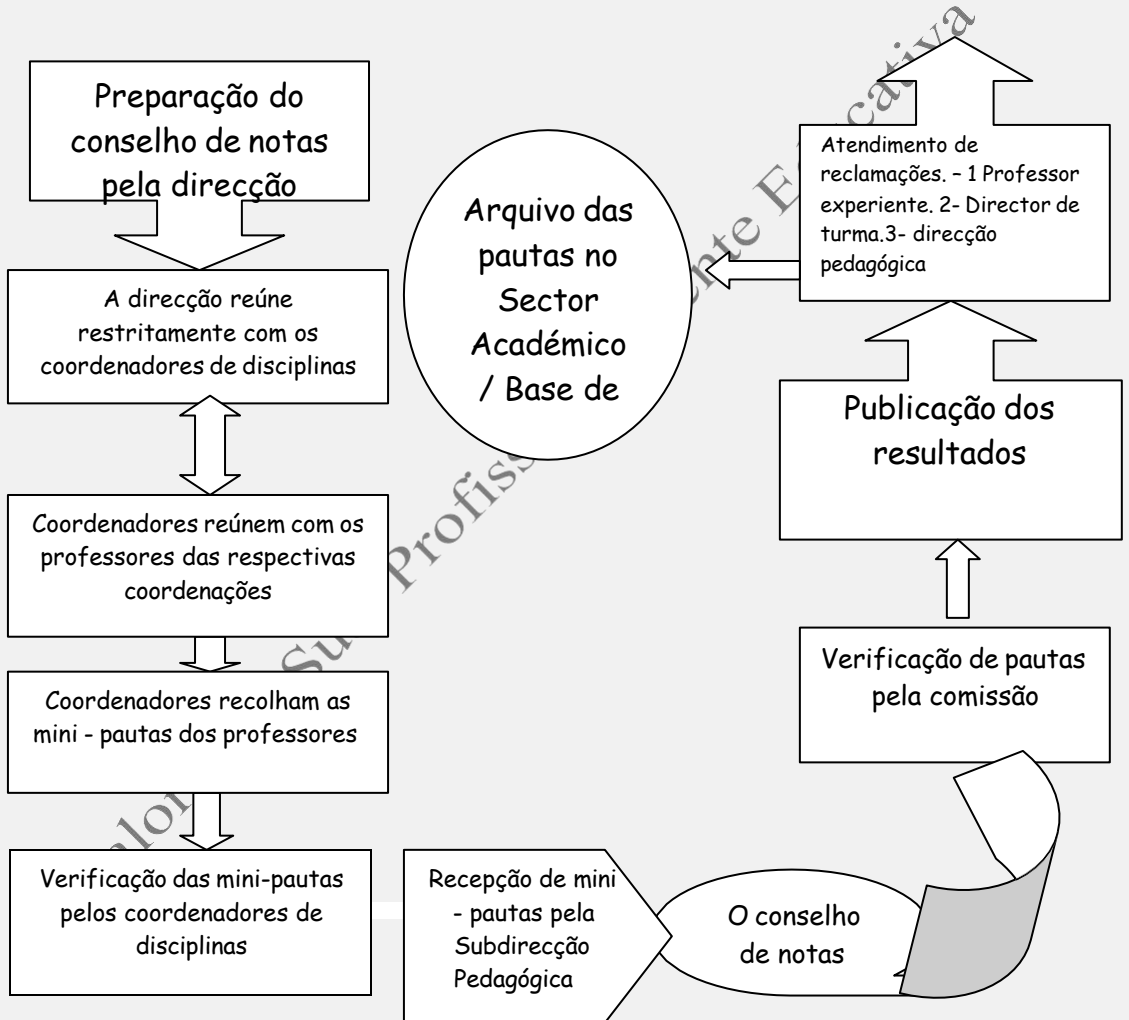 Preparação do
conselho de notas
pela direcção
A direcção reúne
restritamente com os
coordenadores de disciplinas
Coordenadores reúnem com os
professores das respectivas
coordenações
Coordenadores recolham as
mini - pautas dos professores
Verificação das mini-pautas
pelos coordenadores de
disciplinas
Recepção de mini
- pautas pela
Subdirecção
Pedagógica
O conselho
de notas
Verificação de pautas
pela comissão
Publicação dos
resultados
Atendimento de
reclamações. – 1 Professor
experiente. 2- Director de
turma.3- direcção
pedagógica
Arquivo das
pautas no
Sector
Académico
/ Base de